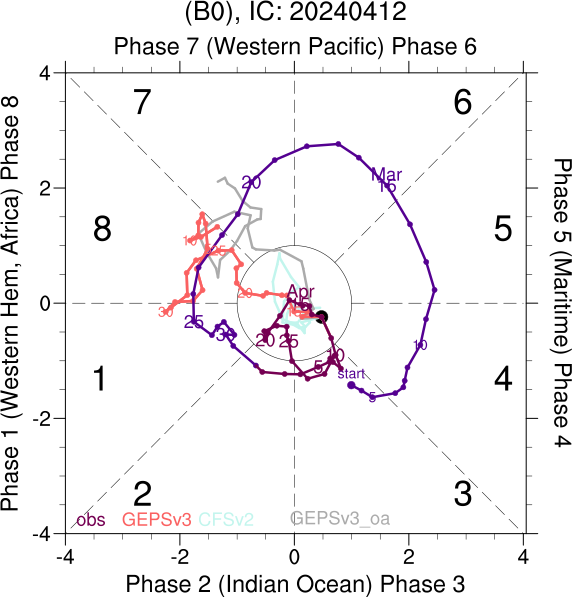 (B0), IC: 20240412
Phase 7 (Western Pacific) Phase 6
4
7
6
Mar
20
15
2
8
5
Phase 1 (Western Hem, Africa) Phase 8
Phase 5 (Maritime) Phase 4
20
Apr
15
30
0
25
10
20
25
10
5
start
5
1
4
-2
2
3
obs GEPSv3 CFSv2 GEPSv3_oa
-4
-4 -2 0 2 4
Phase 2 (Indian Ocean) Phase 3